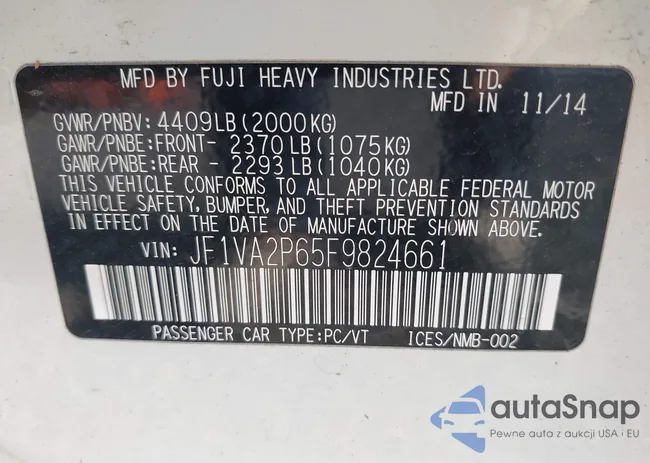 MFD BY FUJI HEAVY INDUSTRIES LTD.
MFD IN 11/14
GVWR/PNBV: 4409LB(2000KG)
GAWR/PNBE:FRONT- 2370LB(1075KG)
GAWR/PNBE:REAR - 2293LB(1040KG)
THIS VEHICLE CONFORMS TO ALL APPLICABLE FEDERAL MOTOR
VEHICLE SAFETY, BUMPER, AND THEFT PREVENTION STANDARDS
IN EFFECT ON THE DATE OF MANUFACTURE SHOWN ABOVE.
VIN: JF1VA2P65F9824661
PASSENGER CAR TYPE:PC/VT ICES/NMB-002
autoSnap
Pewne auta z aukcji USA i EU